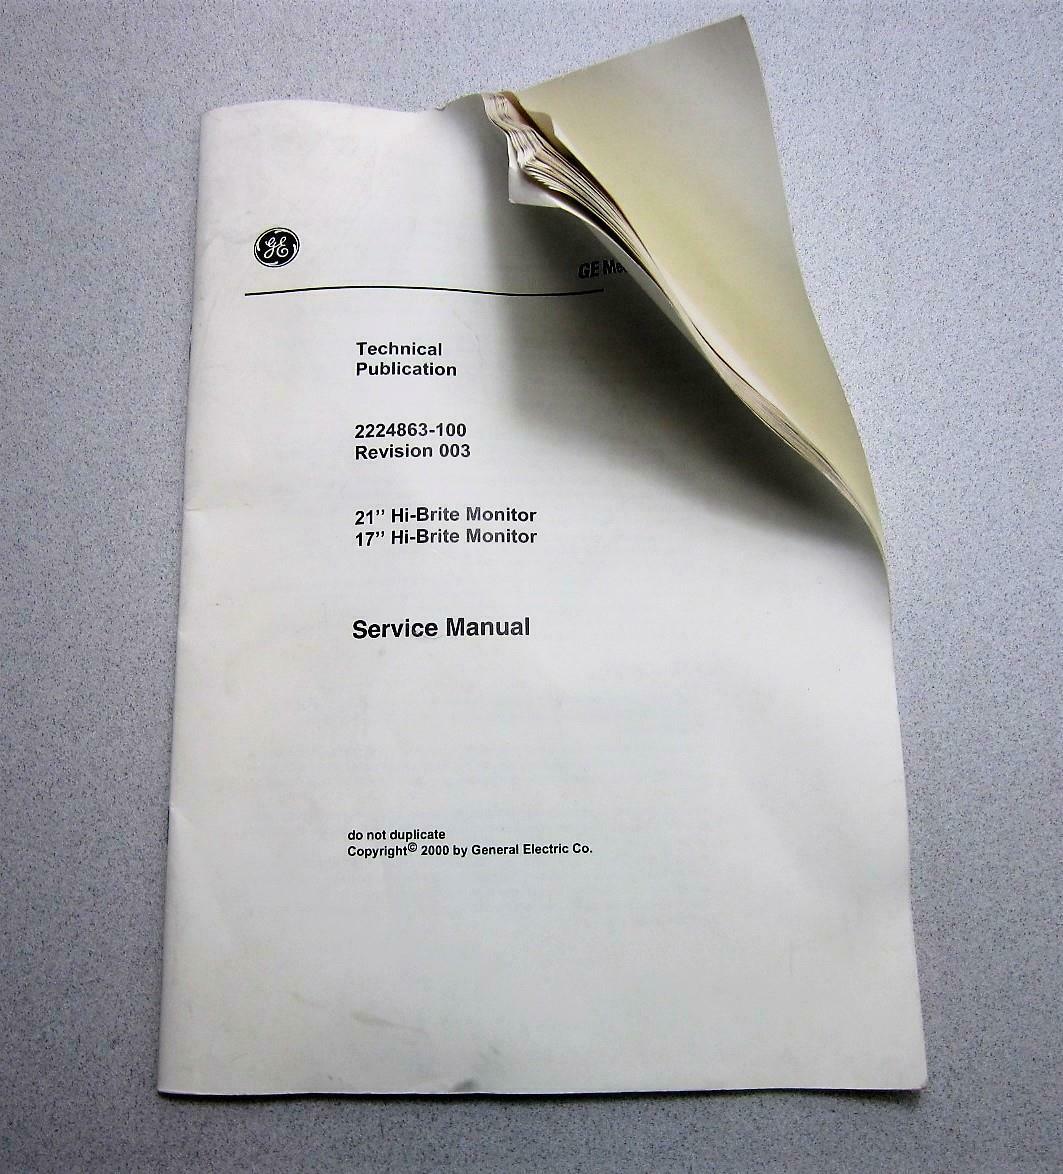 GE
GE
Technical
Publication
2224863-100
Revision 003
21” Hi-Brite Monitor
17” Hi-Brite Monitor
Service Manual
do not duplicate
Copyright© 2000 by General Electric Co.